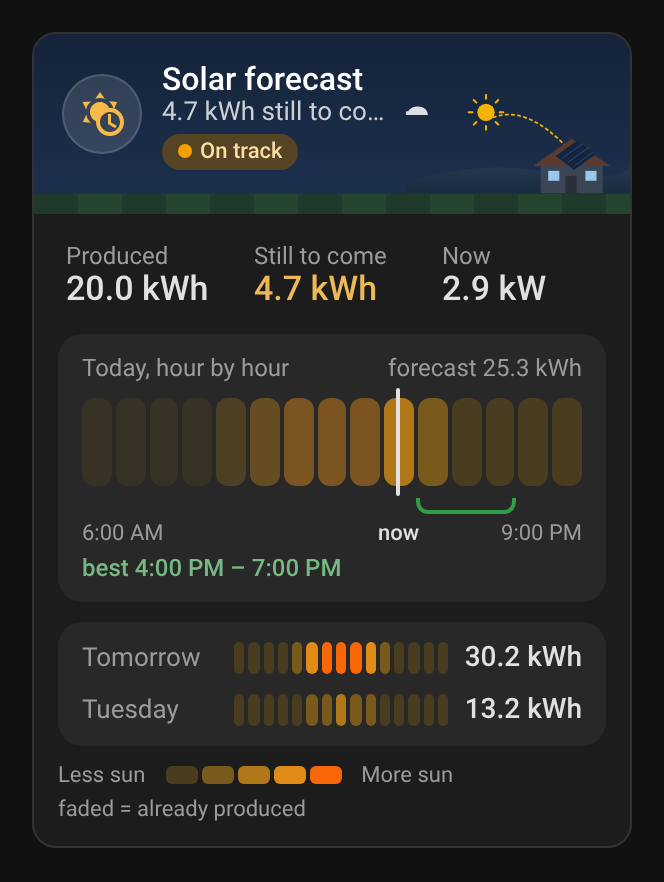 Solar forecast
4.7 kWh still to co...
On track
Produced Still to come Now
20.0 kWh 4.7 kWh 2.9 kW
Today, hour by hour forecast 25.3 kWh
6:00 AM now 9:00 PM
best 4:00 PM – 7:00 PM
Tomorrow 30.2 kWh
Tuesday 13.2 kWh
Less sun More sun
faded = already produced